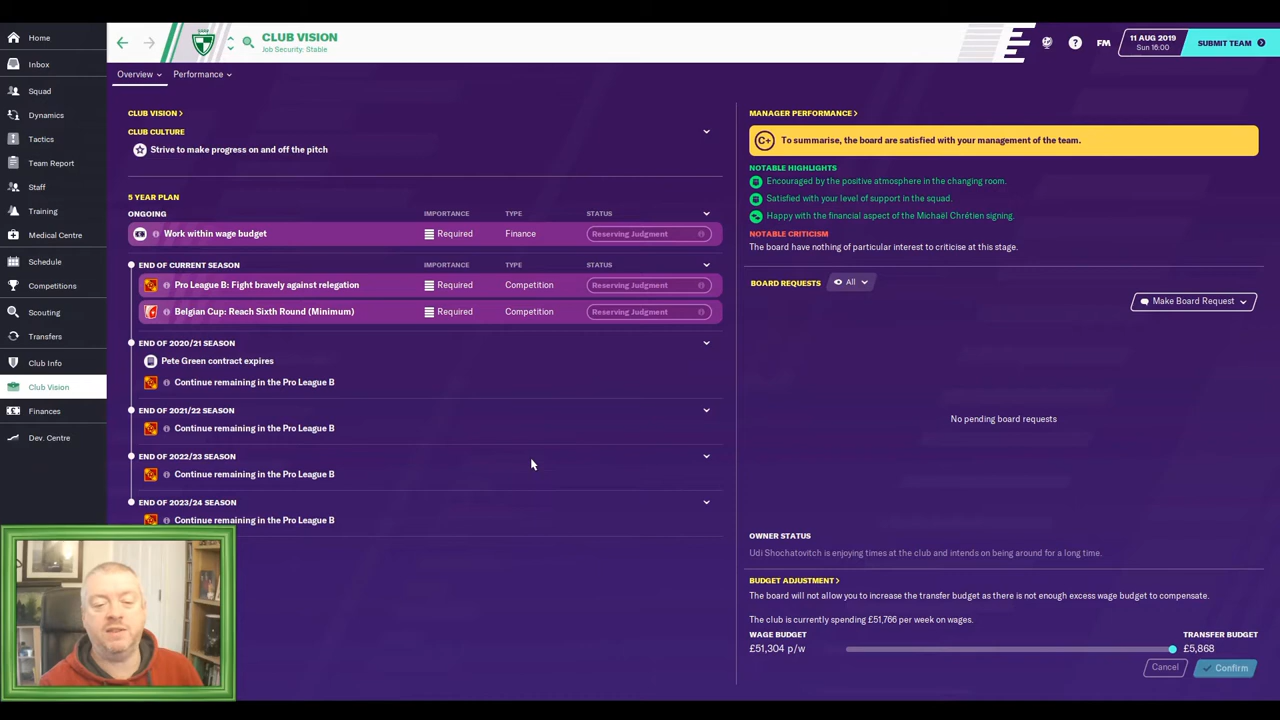 Home
Inbox
Squad
Dynamics
Tactics
Team Report
Staff
Training
Medical Centre
Schedule
Competitions
Scouting
Transfers
Club Info
Club Vision
Finances
Dev. Centre
CLUB VISION
Job Security: Stable
?
FM
11 AUG 2019
Sun 16:00
SUBMIT TEAM
Overview
Performance
CLUB VISION >
CLUB CULTURE
Strive to make progress on and off the pitch
5 YEAR PLAN
ONGOING IMPORTANCE TYPE STATUS
Work within wage budget Required Finance Reserving Judgment
END OF CURRENT SEASON IMPORTANCE TYPE STATUS
Pro League B: Fight bravely against relegation Required Competition Reserving Judgment
Belgian Cup: Reach Sixth Round (Minimum) Required Competition Reserving Judgment
END OF 2020/21 SEASON
Pete Green contract expires
Continue remaining in the Pro League B
END OF 2021/22 SEASON
Continue remaining in the Pro League B
END OF 2022/23 SEASON
Continue remaining in the Pro League B
END OF 2023/24 SEASON
Continue remaining in the Pro League B
MANAGER PERFORMANCE >
C+ To summarise, the board are satisfied with your management of the team.
NOTABLE HIGHLIGHTS
Encouraged by the positive atmosphere in the changing room.
Satisfied with your level of support in the squad.
Happy with the financial aspect of the Michaël Chrétien signing.
NOTABLE CRITICISM
The board have nothing of particular interest to criticise at this stage.
BOARD REQUESTS All
Make Board Request
No pending board requests
OWNER STATUS
Udi Shochatovitch is enjoying times at the club and intends on being around for a long time.
BUDGET ADJUSTMENT >
The board will not allow you to increase the transfer budget as there is not enough excess wage budget to compensate.
The club is currently spending £51,766 per week on wages.
WAGE BUDGET TRANSFER BUDGET
£51,304 p/w £5,868
Cancel Confirm